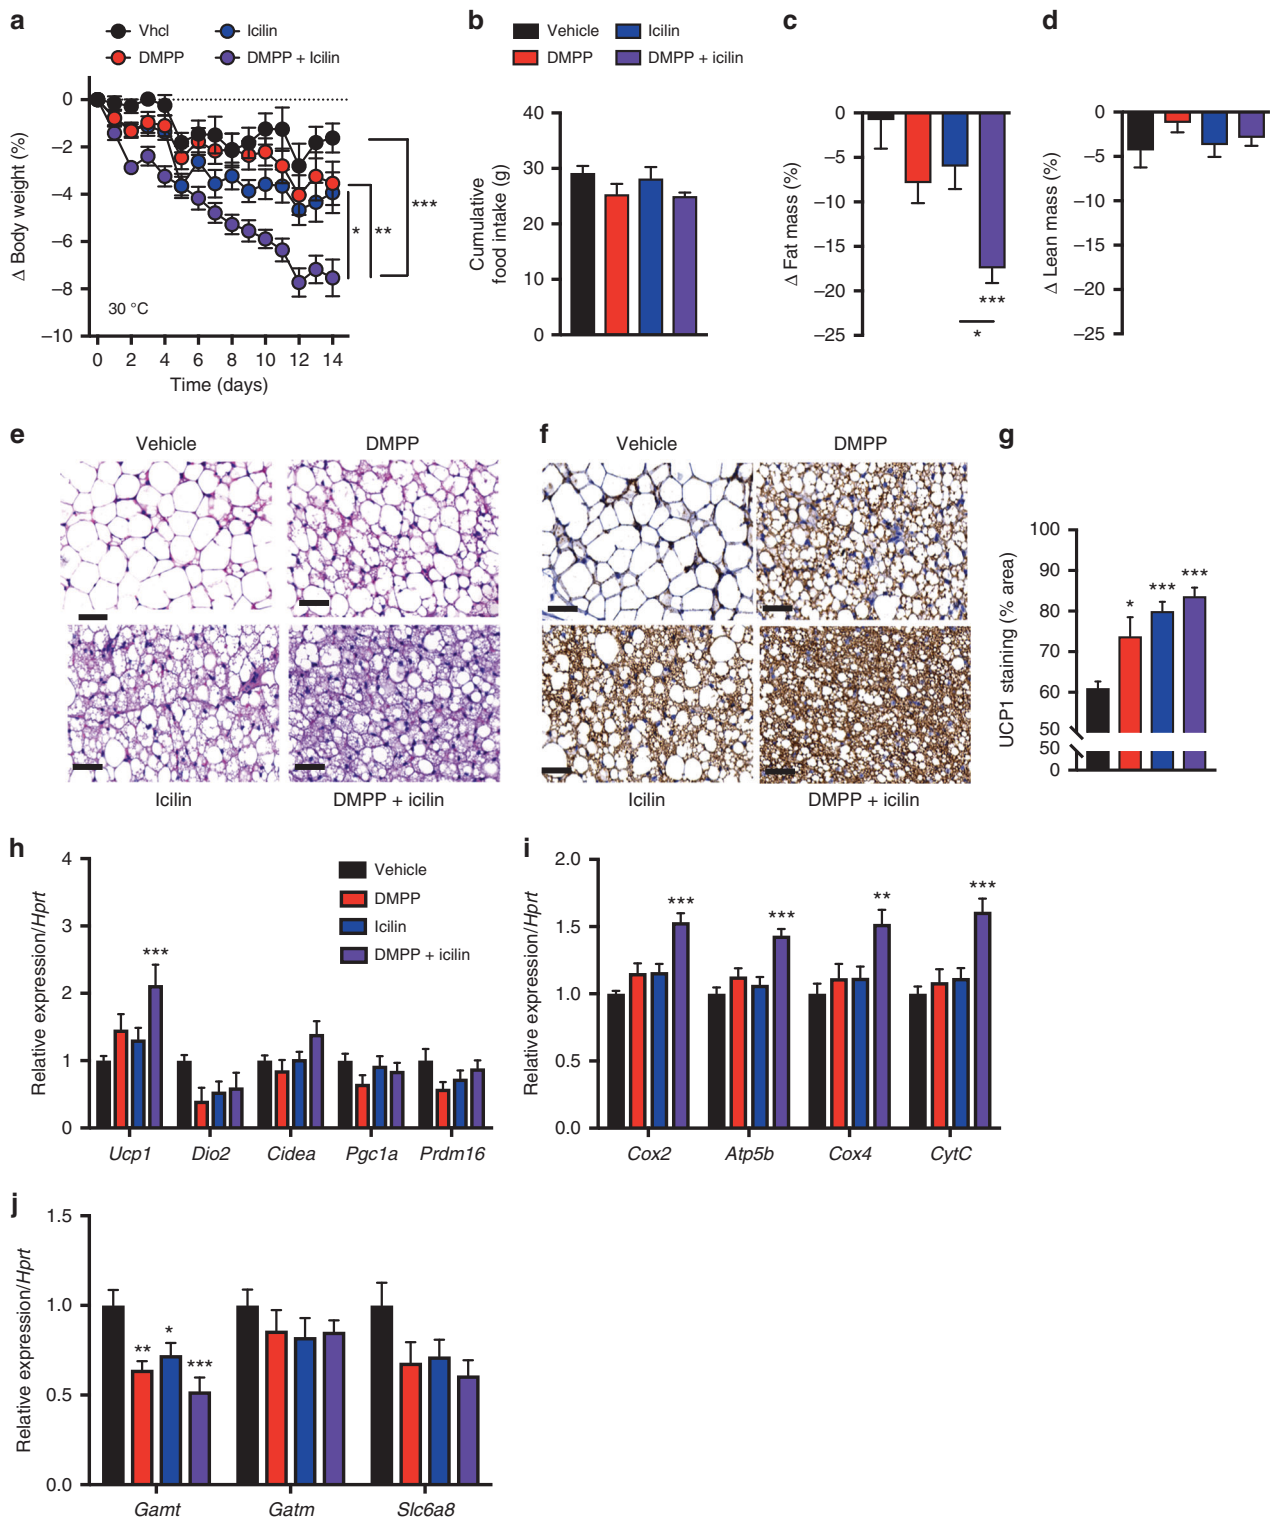 a
Vhcl
Icilin
DMPP
DMPP + Icilin
Δ Body weight (%)
0
−2
−4
−6
−8
−10
30 °C
*
**
***
0 2 4 6 8 10 12 14
Time (days)
b
Vehicle
Icilin
DMPP
DMPP + icilin
Cumulative
food intake (g)
40
30
20
10
0
c
Δ Fat mass (%)
0
−5
−10
−15
−20
−25
***
*
d
Δ Lean mass (%)
0
−5
−10
−15
−20
−25
e
Vehicle DMPP
Icilin DMPP + icilin
f
Vehicle DMPP
Icilin DMPP + icilin
g
UCP1 staining (% area)
100
90
80
70
60
50
50
0
* *** ***
h
Relative expression/Hprt
4
3
2
1
0
Vehicle
DMPP
Icilin
DMPP + icilin
***
Ucp1 Dio2 Cidea Pgc1a Prdm16
i
Relative expression/Hprt
2.0
1.5
1.0
0.5
0.0
*** *** ** ***
Cox2 Atp5b Cox4 CytC
j
Relative expression/Hprt
1.5
1.0
0.5
0.0
** * ***
Gamt Gatm Slc6a8